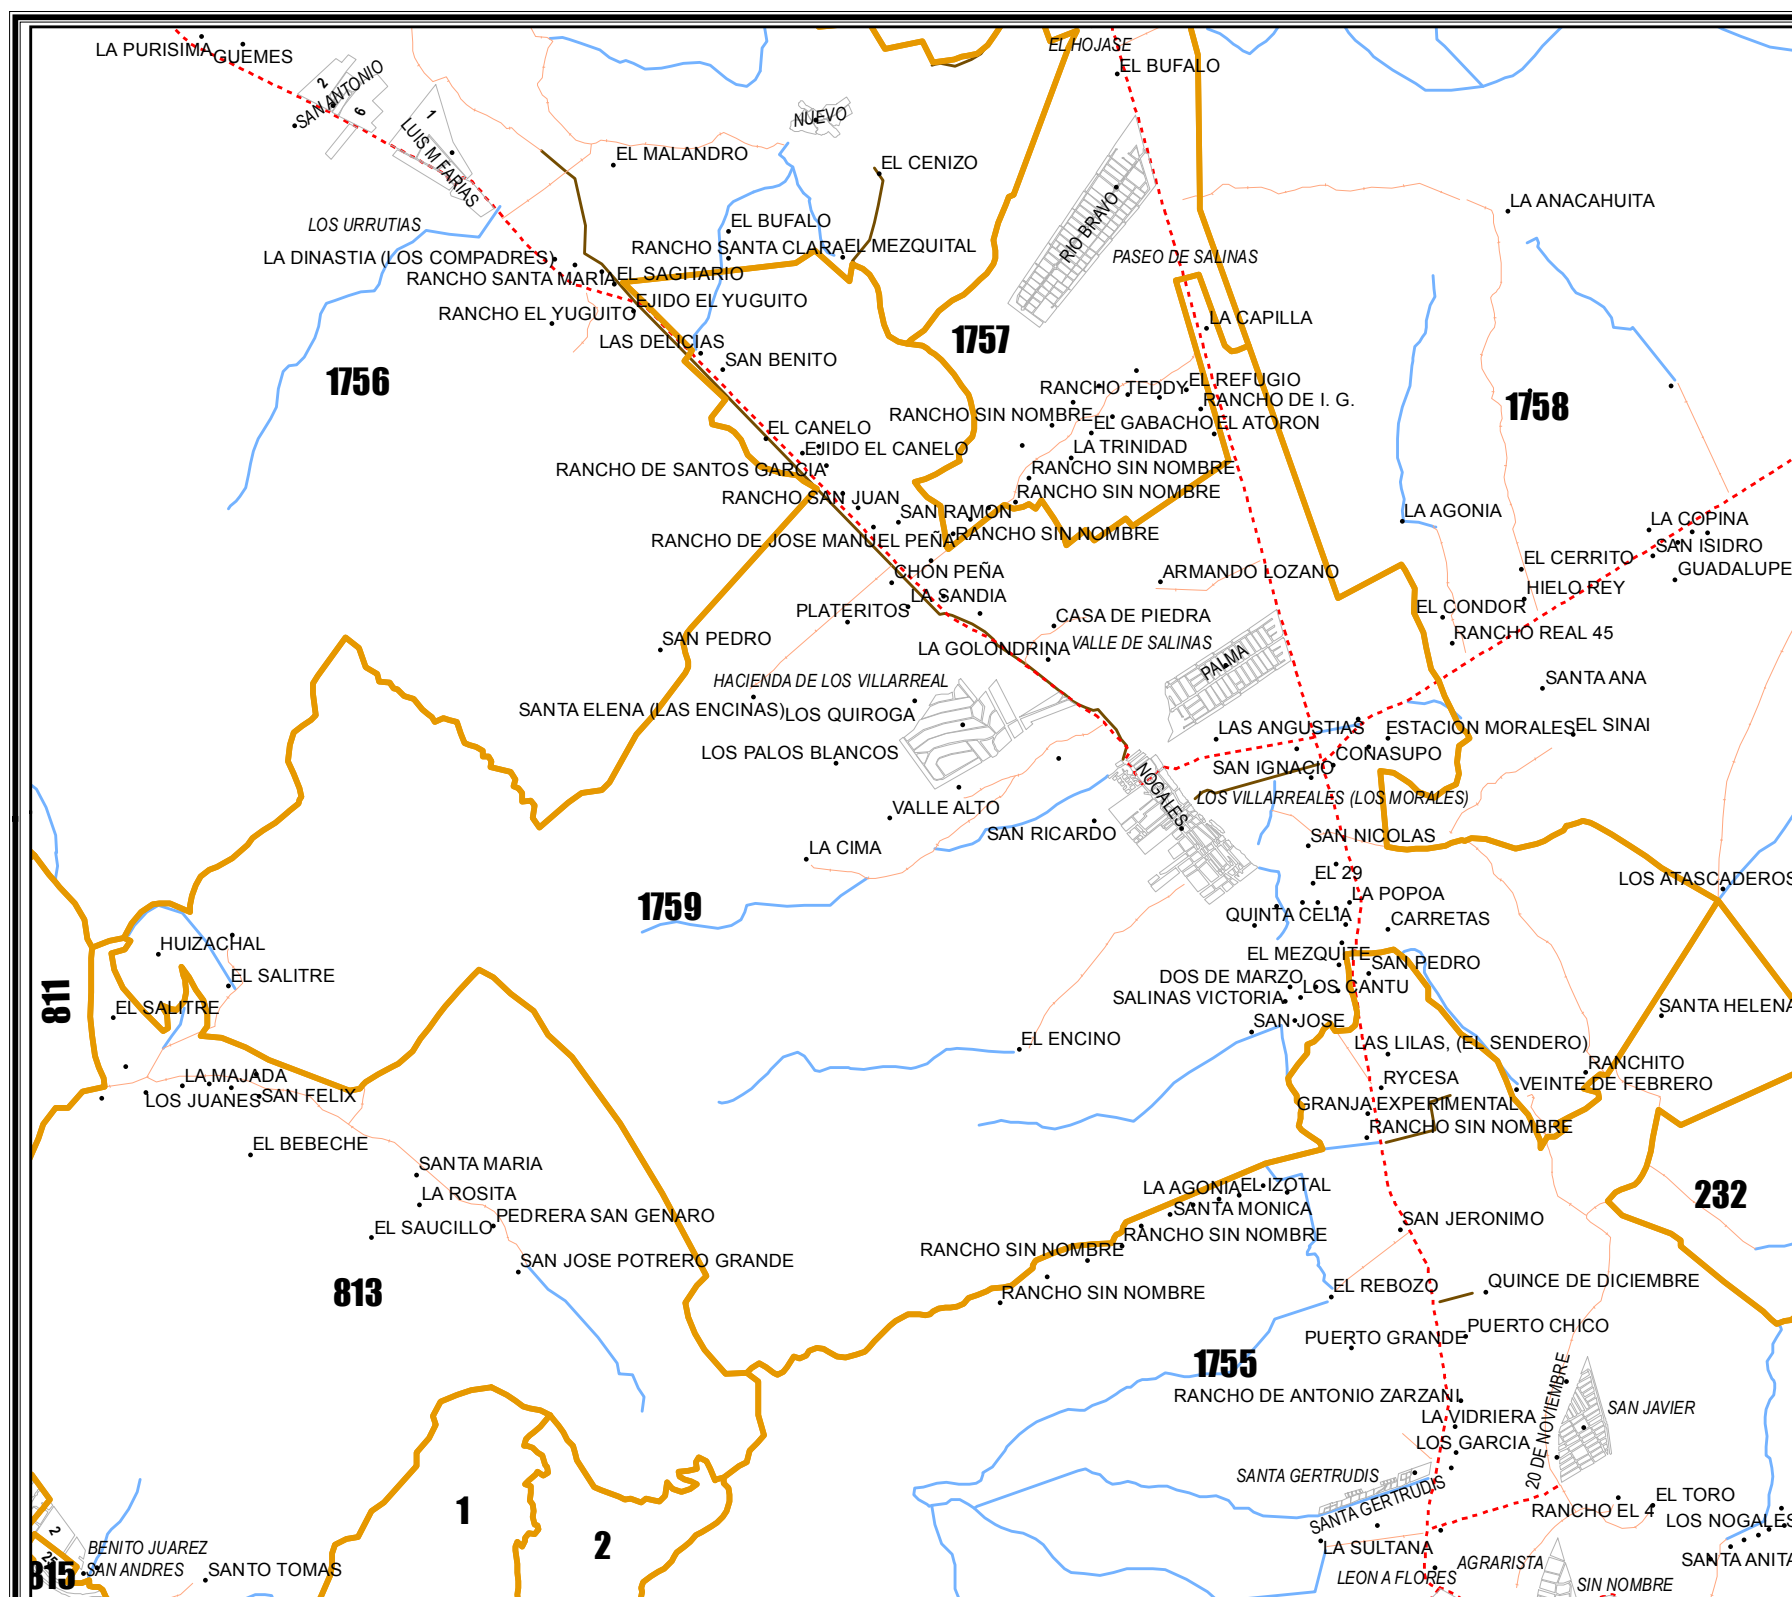 LA PURISIMA
GUEMES
EL HOJASE
EL BUFALO
2
SAN ANTONIO
6
1
LUIS M FARIAS
NUEVO
EL MALANDRO
EL CENIZO
RIO BRAVO
LA ANACAHUITA
LOS URRUTIAS
EL BUFALO
RANCHO SANTA CLARA
EL MEZQUITAL
PASEO DE SALINAS
LA DINASTIA (LOS COMPADRES)
RANCHO SANTA MARIA
EL SAGITARIO
EJIDO EL YUGUITO
RANCHO EL YUGUITO
LA CAPILLA
LAS DELICIAS
1757
SAN BENITO
1756
RANCHO TEDDY
EL REFUGIO
RANCHO DE I. G.
1758
RANCHO SIN NOMBRE
EL GABACHO
EL ATORON
EL CANELO
EJIDO EL CANELO
LA TRINIDAD
RANCHO DE SANTOS GARCIA
RANCHO SIN NOMBRE
RANCHO SAN JUAN
RANCHO SIN NOMBRE
SAN RAMON
LA AGONIA
LA COPINA
RANCHO DE JOSE MANUEL PEÑA
RANCHO SIN NOMBRE
SAN ISIDRO
EL CERRITO
GUADALUPE
CHON PEÑA
ARMANDO LOZANO
HIELO REY
PLATERITOS
LA SANDIA
CASA DE PIEDRA
EL CONDOR
SAN PEDRO
LA GOLONDRINA
VALLE DE SALINAS
RANCHO REAL 45
PALMA
HACIENDA DE LOS VILLARREAL
SANTA ANA
SANTA ELENA (LAS ENCINAS)
LOS QUIROGA
LAS ANGUSTIAS
ESTACION MORALES
EL SINAI
LOS PALOS BLANCOS
CONASUPO
SAN IGNACIO
NOGALES
LOS VILLARREALES (LOS MORALES)
VALLE ALTO
SAN RICARDO
SAN NICOLAS
LA CIMA
EL 29
LOS ATASCADEROS
1759
LA POPOA
QUINTA CELIA
CARRETAS
HUIZACHAL
EL MEZQUITE
SAN PEDRO
EL SALITRE
DOS DE MARZO
LOS CANTU
811
SALINAS VICTORIA
EL SALITRE
SANTA HELENA
SAN JOSE
EL ENCINO
LAS LILAS, (EL SENDERO)
RANCHITO
LA MAJADA
RYCESA
VEINTE DE FEBRERO
LOS JUANES
SAN FELIX
GRANJA EXPERIMENTAL
RANCHO SIN NOMBRE
EL BEBECHE
SANTA MARIA
LA AGONIA
EL IZOTAL
232
LA ROSITA
SANTA MONICA
EL SAUCILLO
PEDRERA SAN GENARO
SAN JERONIMO
RANCHO SIN NOMBRE
RANCHO SIN NOMBRE
SAN JOSE POTRERO GRANDE
EL REBOZO
QUINCE DE DICIEMBRE
813
RANCHO SIN NOMBRE
PUERTO GRANDE
PUERTO CHICO
1755
RANCHO DE ANTONIO ZARZANI
20 DE NOVIEMBRE
SAN JAVIER
LA VIDRIERA
LOS GARCIA
SANTA GERTRUDIS
SANTA GERTRUDIS
EL TORO
1
RANCHO EL 4
LOS NOGALES
2
2
BENITO JUAREZ
LA SULTANA
SANTA ANITA
25
815
SAN ANDRES
SANTO TOMAS
AGRARISTA
LEON A FLORES
SIN NOMBRE